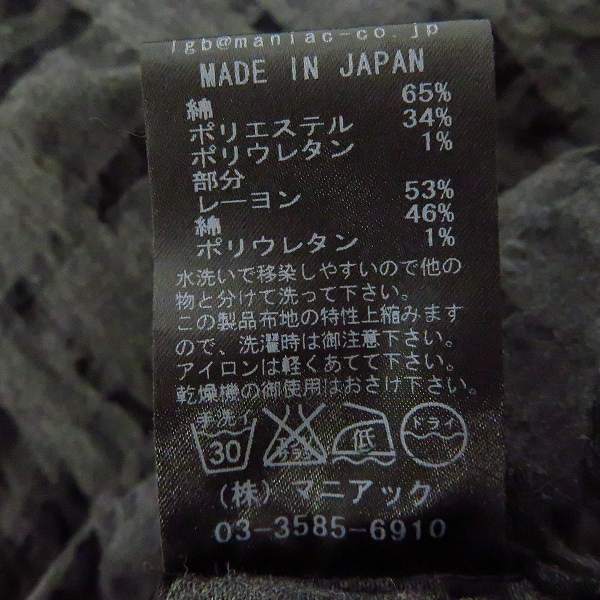 lgb@maniac-co.jp
MADE IN JAPAN
綿 65%
ポリエステル 34%
ポリウレタン 1%
部分
レーヨン 53%
綿 46%
ポリウレタン 1%
水洗いで移染しやすいので他の
物と分けて洗って下さい。
この製品布地の特性上縮みます
ので、洗濯時は御注意下さい。
アイロンは軽くあてて下さい。
乾燥機の御使用はおさけ下さい。
手洗イ 30 エンソサラシ 低 ドライ
(株) マニアック
03-3585-6910